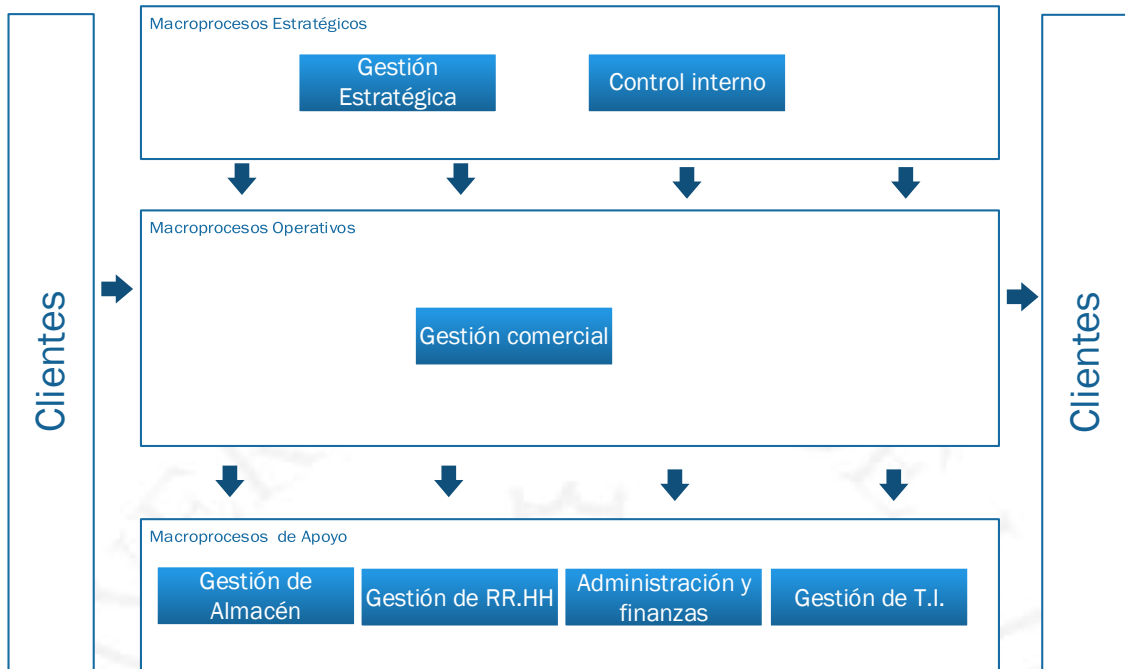 Macroprocesos Estratégicos
Gestión
Estratégica
Control interno
Macroprocesos Operativos
Clientes
Gestión comercial
Clientes
Macroprocesos de Apoyo
Gestión de
Almacén
Gestión de RR.HH
Administración y
finanzas
Gestión de T.I.